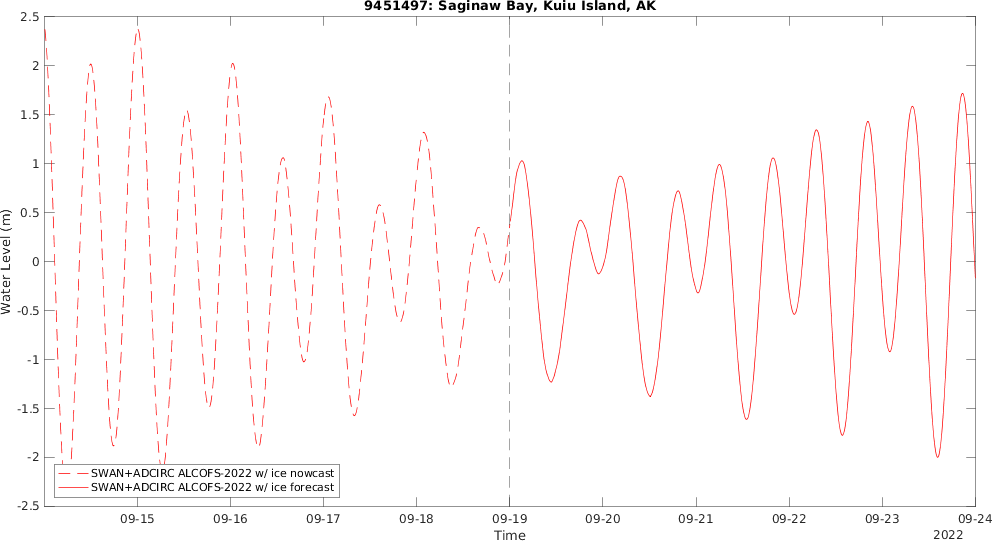 9451497: Saginaw Bay, Kuiu Island, AK
2.5
2
1.5
1
0.5
0
-0.5
-1
-1.5
-2
-2.5
Water Level (m)
SWAN+ADCIRC ALCOFS-2022 w/ ice nowcast
SWAN+ADCIRC ALCOFS-2022 w/ ice forecast
09-15 09-16 09-17 09-18 09-19 09-20 09-21 09-22 09-23 09-24
Time
2022